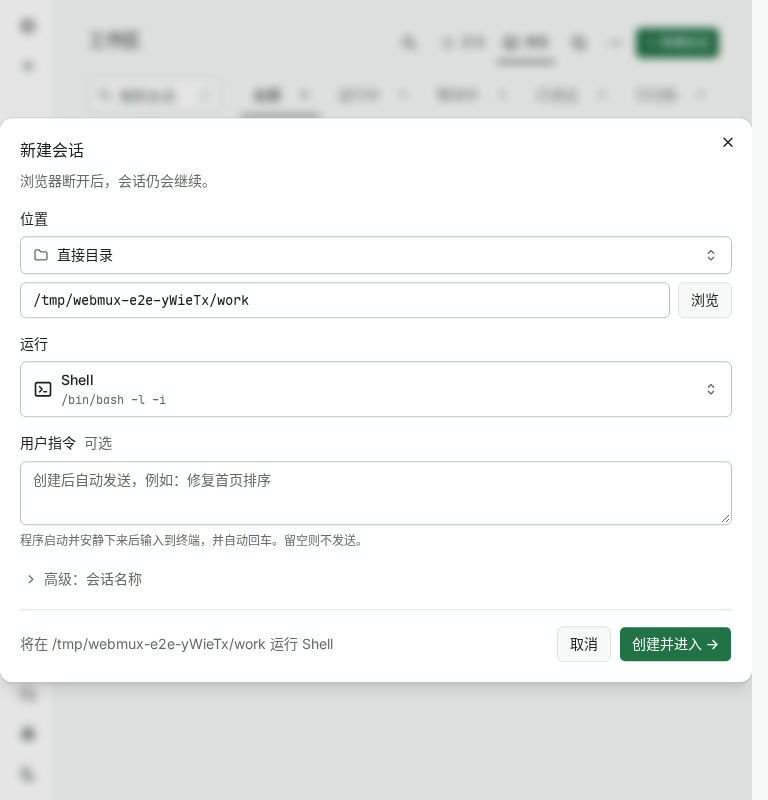 新建会话
浏览器断开后，会话仍会继续。
位置
直接目录
/tmp/webmux-e2e-yWieTx/work
浏览
运行
Shell
/bin/bash -l -i
用户指令 可选
创建后自动发送，例如：修复首页排序
程序启动并安静下来后输入到终端，并自动回车。留空则不发送。
高级：会话名称
将在 /tmp/webmux-e2e-yWieTx/work 运行 Shell
取消
创建并进入 →